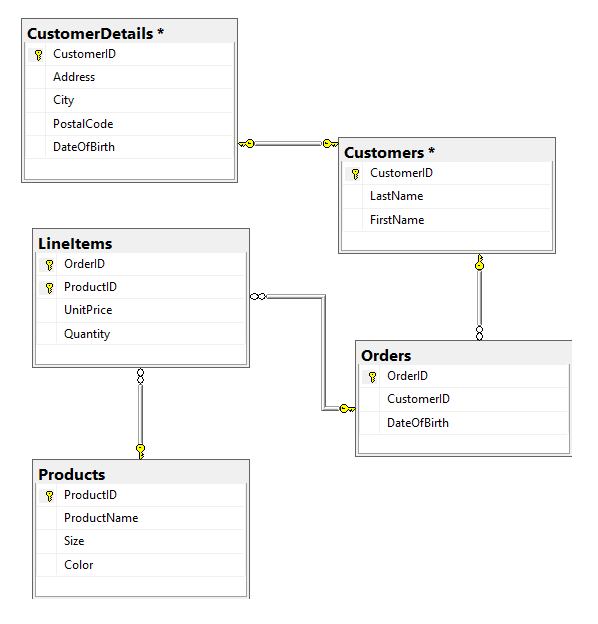 CustomerDetails *
CustomerID
Address
City
PostalCode
DateOfBirth
Customers *
CustomerID
LastName
FirstName
LineItems
OrderID
ProductID
UnitPrice
Quantity
Orders
OrderID
CustomerID
DateOfBirth
Products
ProductID
ProductName
Size
Color